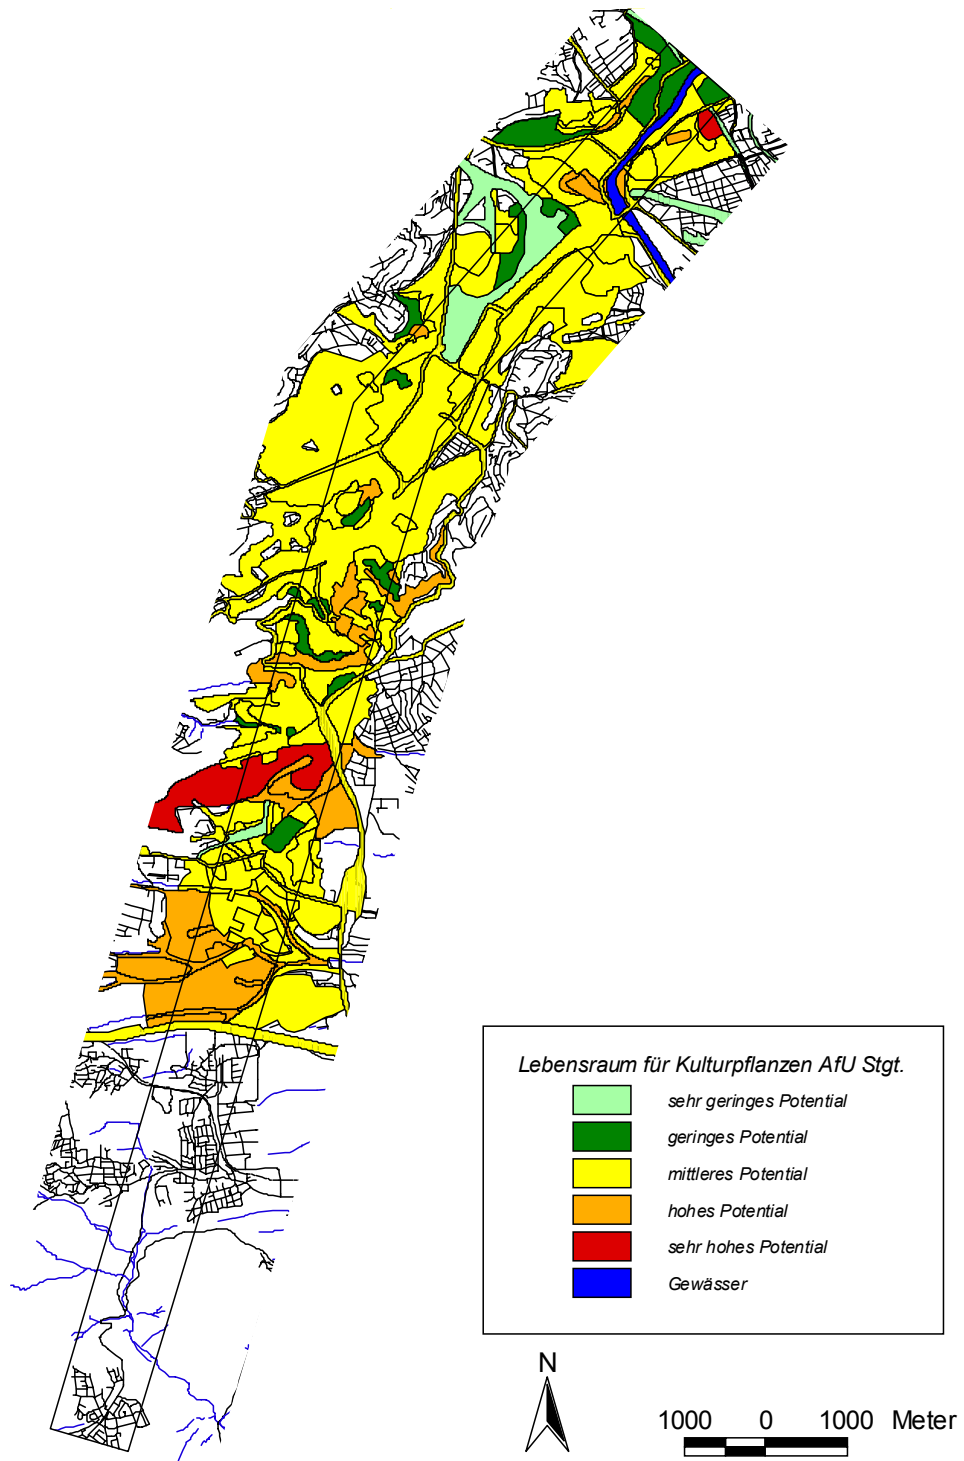 Lebensraum für Kulturpflanzen AfU Stgt.
sehr geringes Potential
geringes Potential
mittleres Potential
hohes Potential
sehr hohes Potential
Gewässer
N
1000 0 1000 Meter